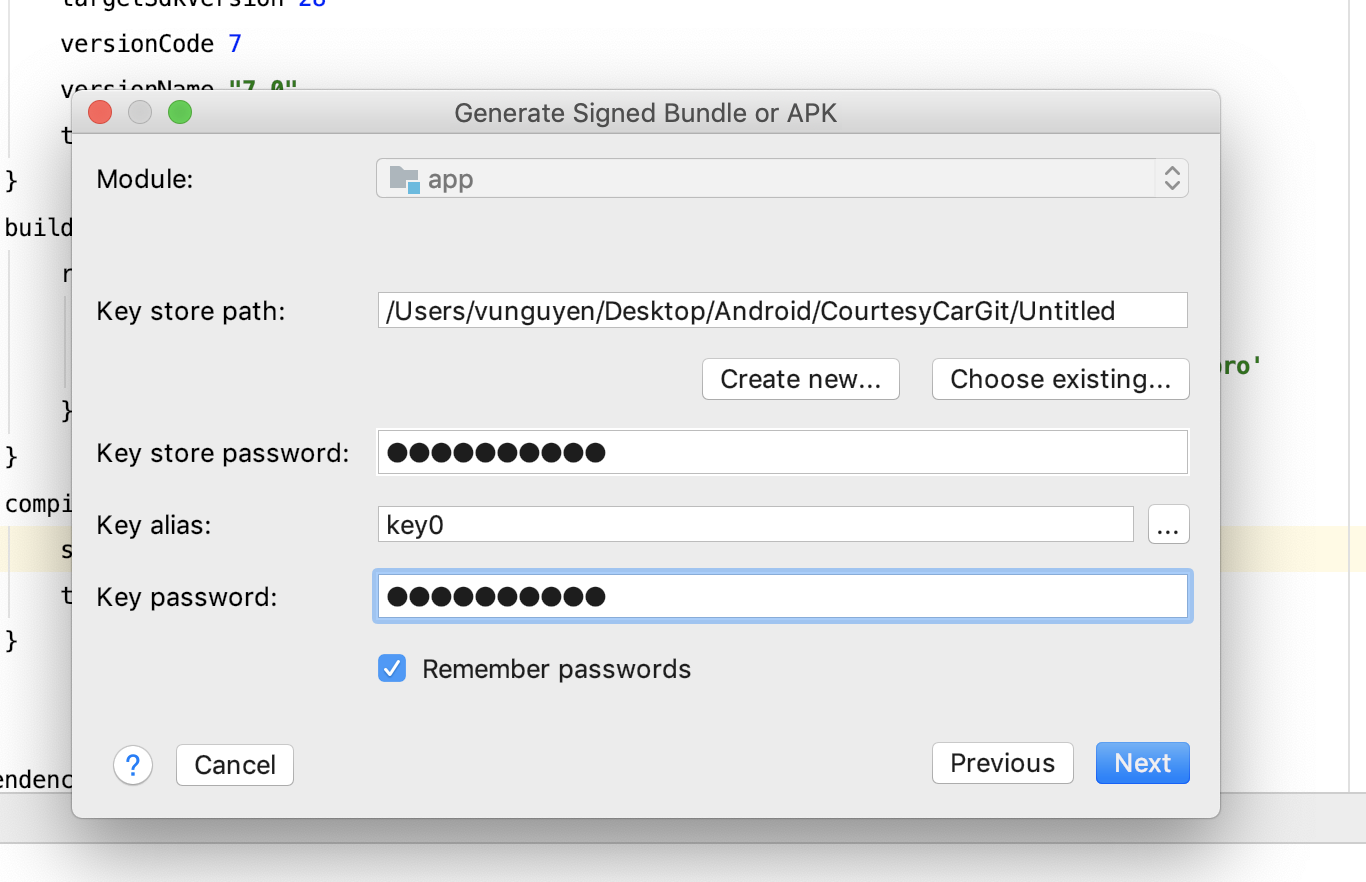 targetSdkVersion 28
versionCode 7
versionName "7.0"
Generate Signed Bundle or APK
t
Module: app
}
build
r
Key store path: /Users/vunguyen/Desktop/Android/CourtesyCarGit/Untitled
pro'
Create new... Choose existing...
}
Key store password: ●●●●●●●●●●
}
compi
Key alias: key0 ...
s
t
Key password: ●●●●●●●●●●
}
Remember passwords
? Cancel Previous Next
endenc